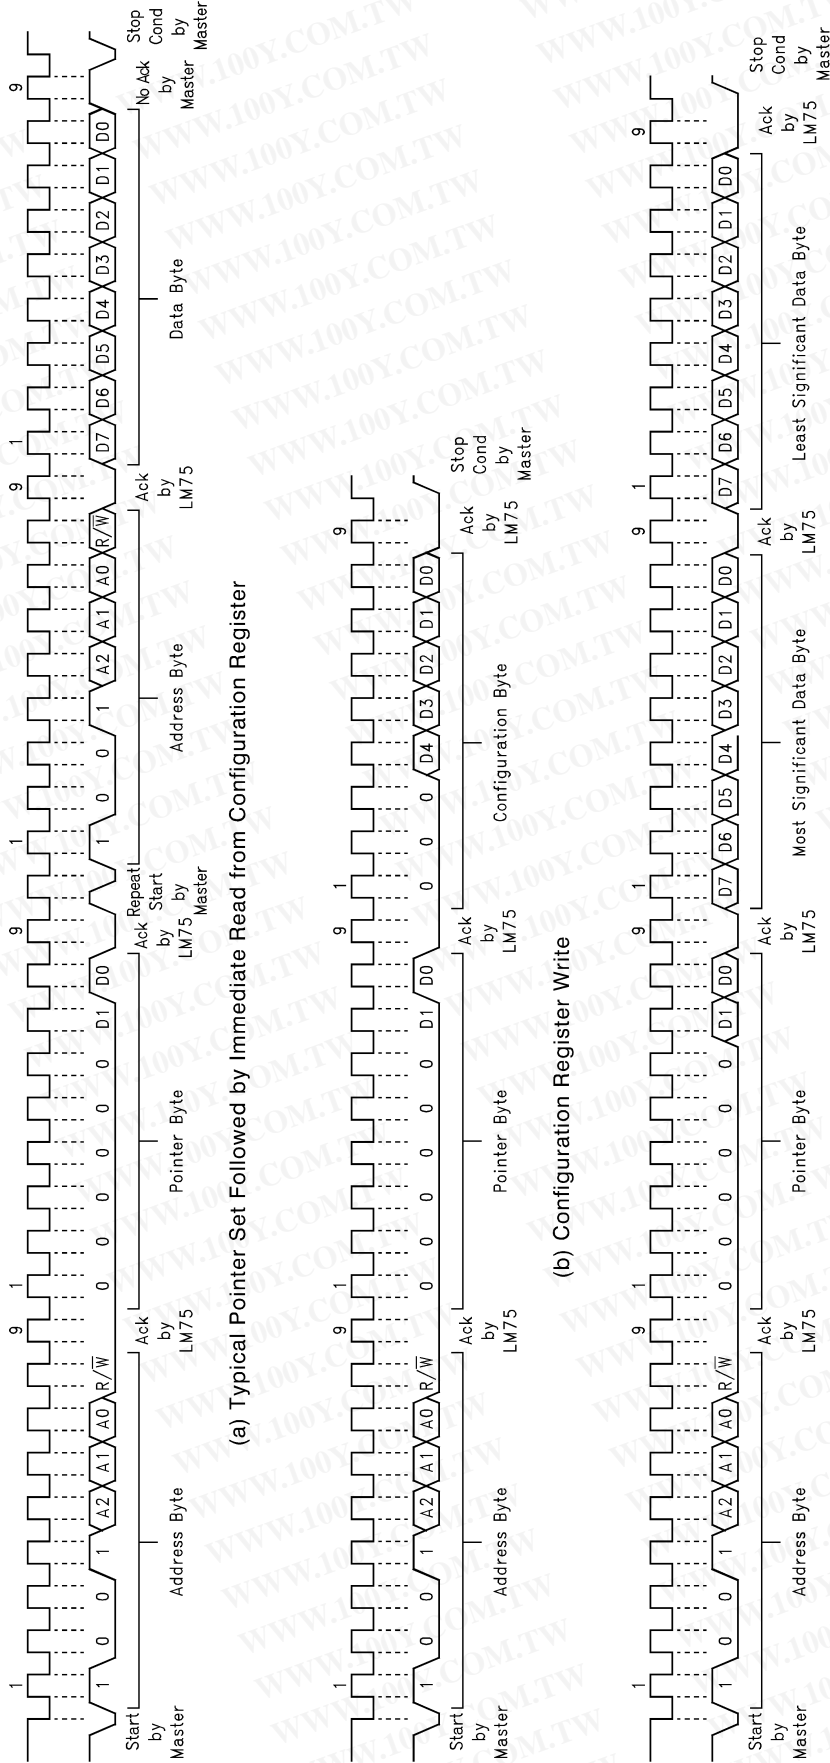 1 9 1 9 1 9 1 9
1 0 0 1 A2 A1 A0 R/W̅ 0 0 0 0 0 0 D1 D0 1 0 0 1 A2 A1 A0 R/W̅ D7 D6 D5 D4 D3 D2 D1 D0
Start
by
Master
Address Byte
Ack
by
LM75
Pointer Byte
Ack
by
LM75
Repeat
Start
by
Master
Address Byte
Ack
by
LM75
Data Byte
No Ack
by
Master
Stop
Cond
by
Master
(a) Typical Pointer Set Followed by Immediate Read from Configuration Register
1 9 1 9 1 9
1 0 0 1 A2 A1 A0 R/W̅ 0 0 0 0 0 0 D1 D0 0 0 0 D4 D3 D2 D1 D0
Start
by
Master
Address Byte
Ack
by
LM75
Pointer Byte
Ack
by
LM75
Configuration Byte
Ack
by
LM75
Stop
Cond
by
Master
(b) Configuration Register Write
1 9 1 9 1 9 1 9
1 0 0 1 A2 A1 A0 R/W̅ 0 0 0 0 0 0 D1 D0 D7 D6 D5 D4 D3 D2 D1 D0 D7 D6 D5 D4 D3 D2 D1 D0
Start
by
Master
Address Byte
Ack
by
LM75
Pointer Byte
Ack
by
LM75
Most Significant Data Byte
Ack
by
LM75
Least Significant Data Byte
Ack
by
LM75
Stop
Cond
by
Master
WWW.100Y.COM.TW